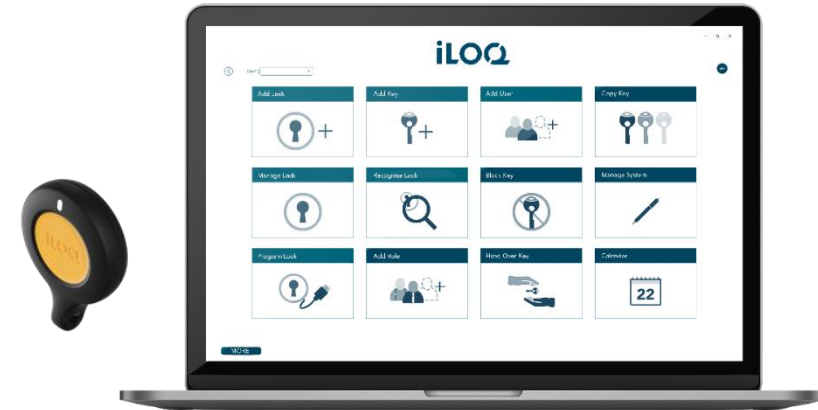 iLOQ
Add Lock Add Key Add User Copy Key
Manage Lock Recognise Lock Block Key Manage System
Program Lock Add Role Hand Over Key Calendar
22
MORE
iLOQ